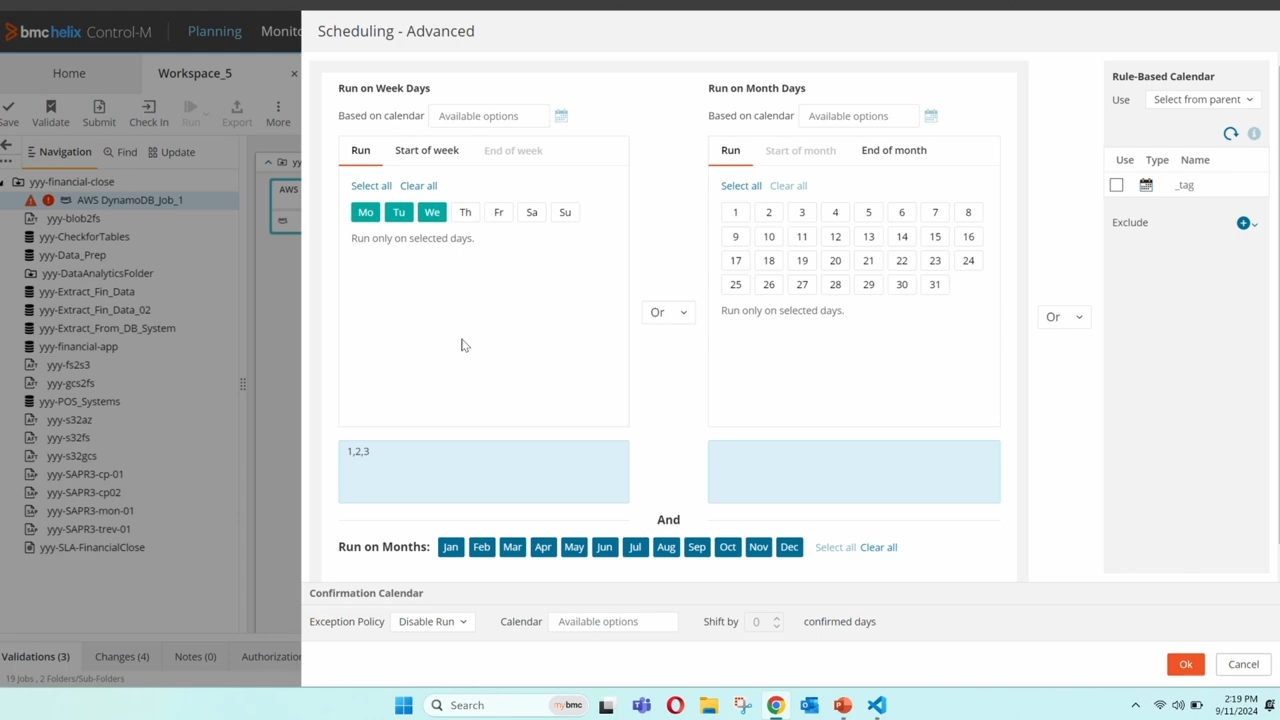 bmc helix Control-M
Planning
Monito
Home
Workspace_5
Save
Validate
Submit
Check In
Run
Export
More
Navigation
Find
Update
yyy-financial-close
AWS DynamoDB_Job_1
yyy-blob2fs
yyy-CheckforTables
yyy-Data_Prep
yyy-DataAnalyticsFolder
yyy-Extract_Fin_Data
yyy-Extract_Fin_Data_02
yyy-Extract_From_DB_System
yyy-financial-app
yyy-fs2s3
yyy-gcs2fs
yyy-POS_Systems
yyy-s32az
yyy-s32fs
yyy-s32gcs
yyy-SAPR3-cp-01
yyy-SAPR3-cp02
yyy-SAPR3-mon-01
yyy-SAPR3-trev-01
yyy-SLA-FinancialClose
yy
AWS
Validations (3)
Changes (4)
Notes (0)
Authorization
19 Jobs , 2 Folders/Sub-Folders
Scheduling - Advanced
Run on Week Days
Based on calendar
Available options
Run
Start of week
End of week
Select all
Clear all
Mo Tu We Th Fr Sa Su
Run only on selected days.
1,2,3
Or
Run on Month Days
Based on calendar
Available options
Run
Start of month
End of month
Select all
Clear all
1 2 3 4 5 6 7 8
9 10 11 12 13 14 15 16
17 18 19 20 21 22 23 24
25 26 27 28 29 30 31
Run only on selected days.
And
Run on Months:
Jan Feb Mar Apr May Jun Jul Aug Sep Oct Nov Dec
Select all
Clear all
Or
Rule-Based Calendar
Use
Select from parent
Use
Type
Name
_tag
Exclude
Confirmation Calendar
Exception Policy
Disable Run
Calendar
Available options
Shift by
0
confirmed days
Ok
Cancel
Search
mybmc
2:19 PM
9/11/2024